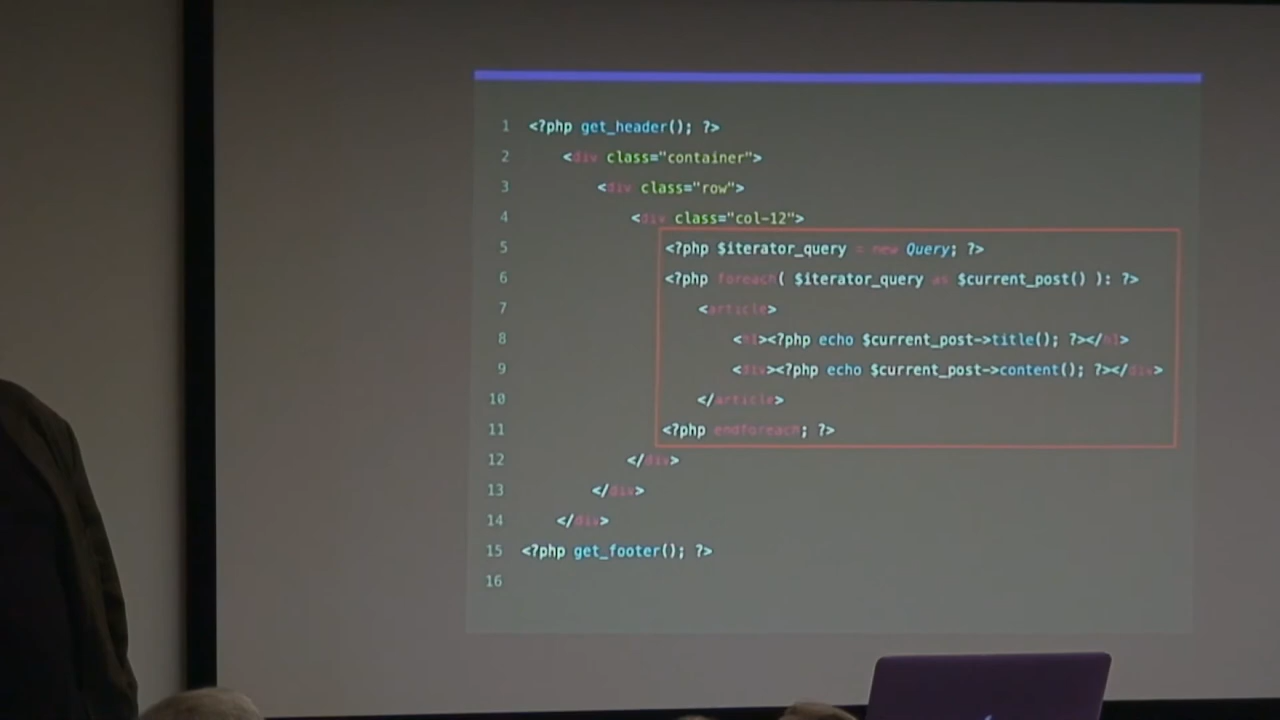 1 <?php get_header(); ?>
2 <div class="container">
3 <div class="row">
4 <div class="col-12">
5 <?php $iterator_query = new Query; ?>
6 <?php foreach( $iterator_query as $current_post() ): ?>
7 <article>
8 <h1><?php echo $current_post->title(); ?></h1>
9 <div><?php echo $current_post->content(); ?></div>
10 </article>
11 <?php endforeach; ?>
12 </div>
13 </div>
14 </div>
15 <?php get_footer(); ?>
16